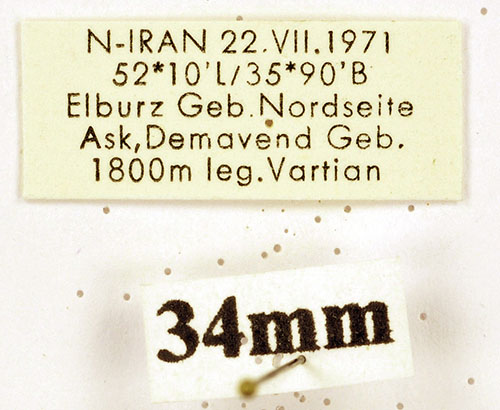 N-IRAN 22.VII.1971
52*10'L/35*90'B
Elburz Geb.Nordseite
Ask,Demavend Geb.
1800m leg.Vartian
34mm